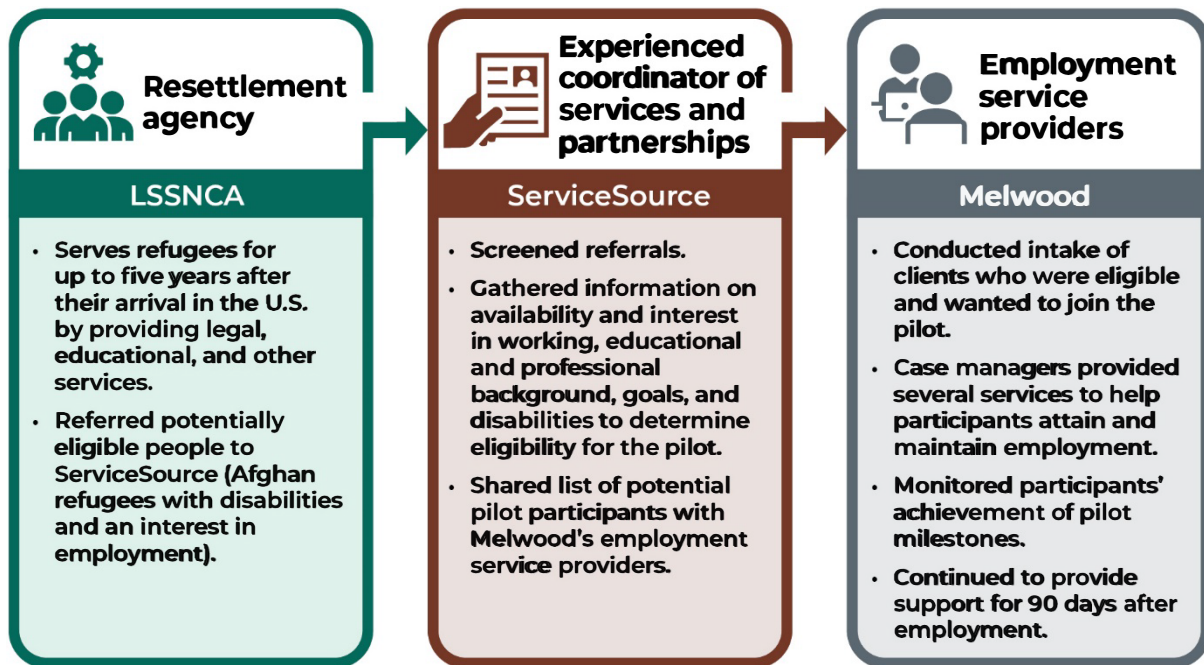 Resettlement
agency
LSSNCA
• Serves refugees for
up to five years after
their arrival in the U.S.
by providing legal,
educational, and other
services.
• Referred potentially
eligible people to
ServiceSource (Afghan
refugees with disabilities
and an interest in
employment).
Experienced
coordinator of
services and
partnerships
ServiceSource
• Screened referrals.
• Gathered information on
availability and interest
in working, educational
and professional
background, goals, and
disabilities to determine
eligibility for the pilot.
• Shared list of potential
pilot participants with
Melwood's employment
service providers.
Employment
service
providers
Melwood
• Conducted intake of
clients who were eligible
and wanted to join the
pilot.
• Case managers provided
several services to help
participants attain and
maintain employment.
• Monitored participants'
achievement of pilot
milestones.
• Continued to provide
support for 90 days after
employment.